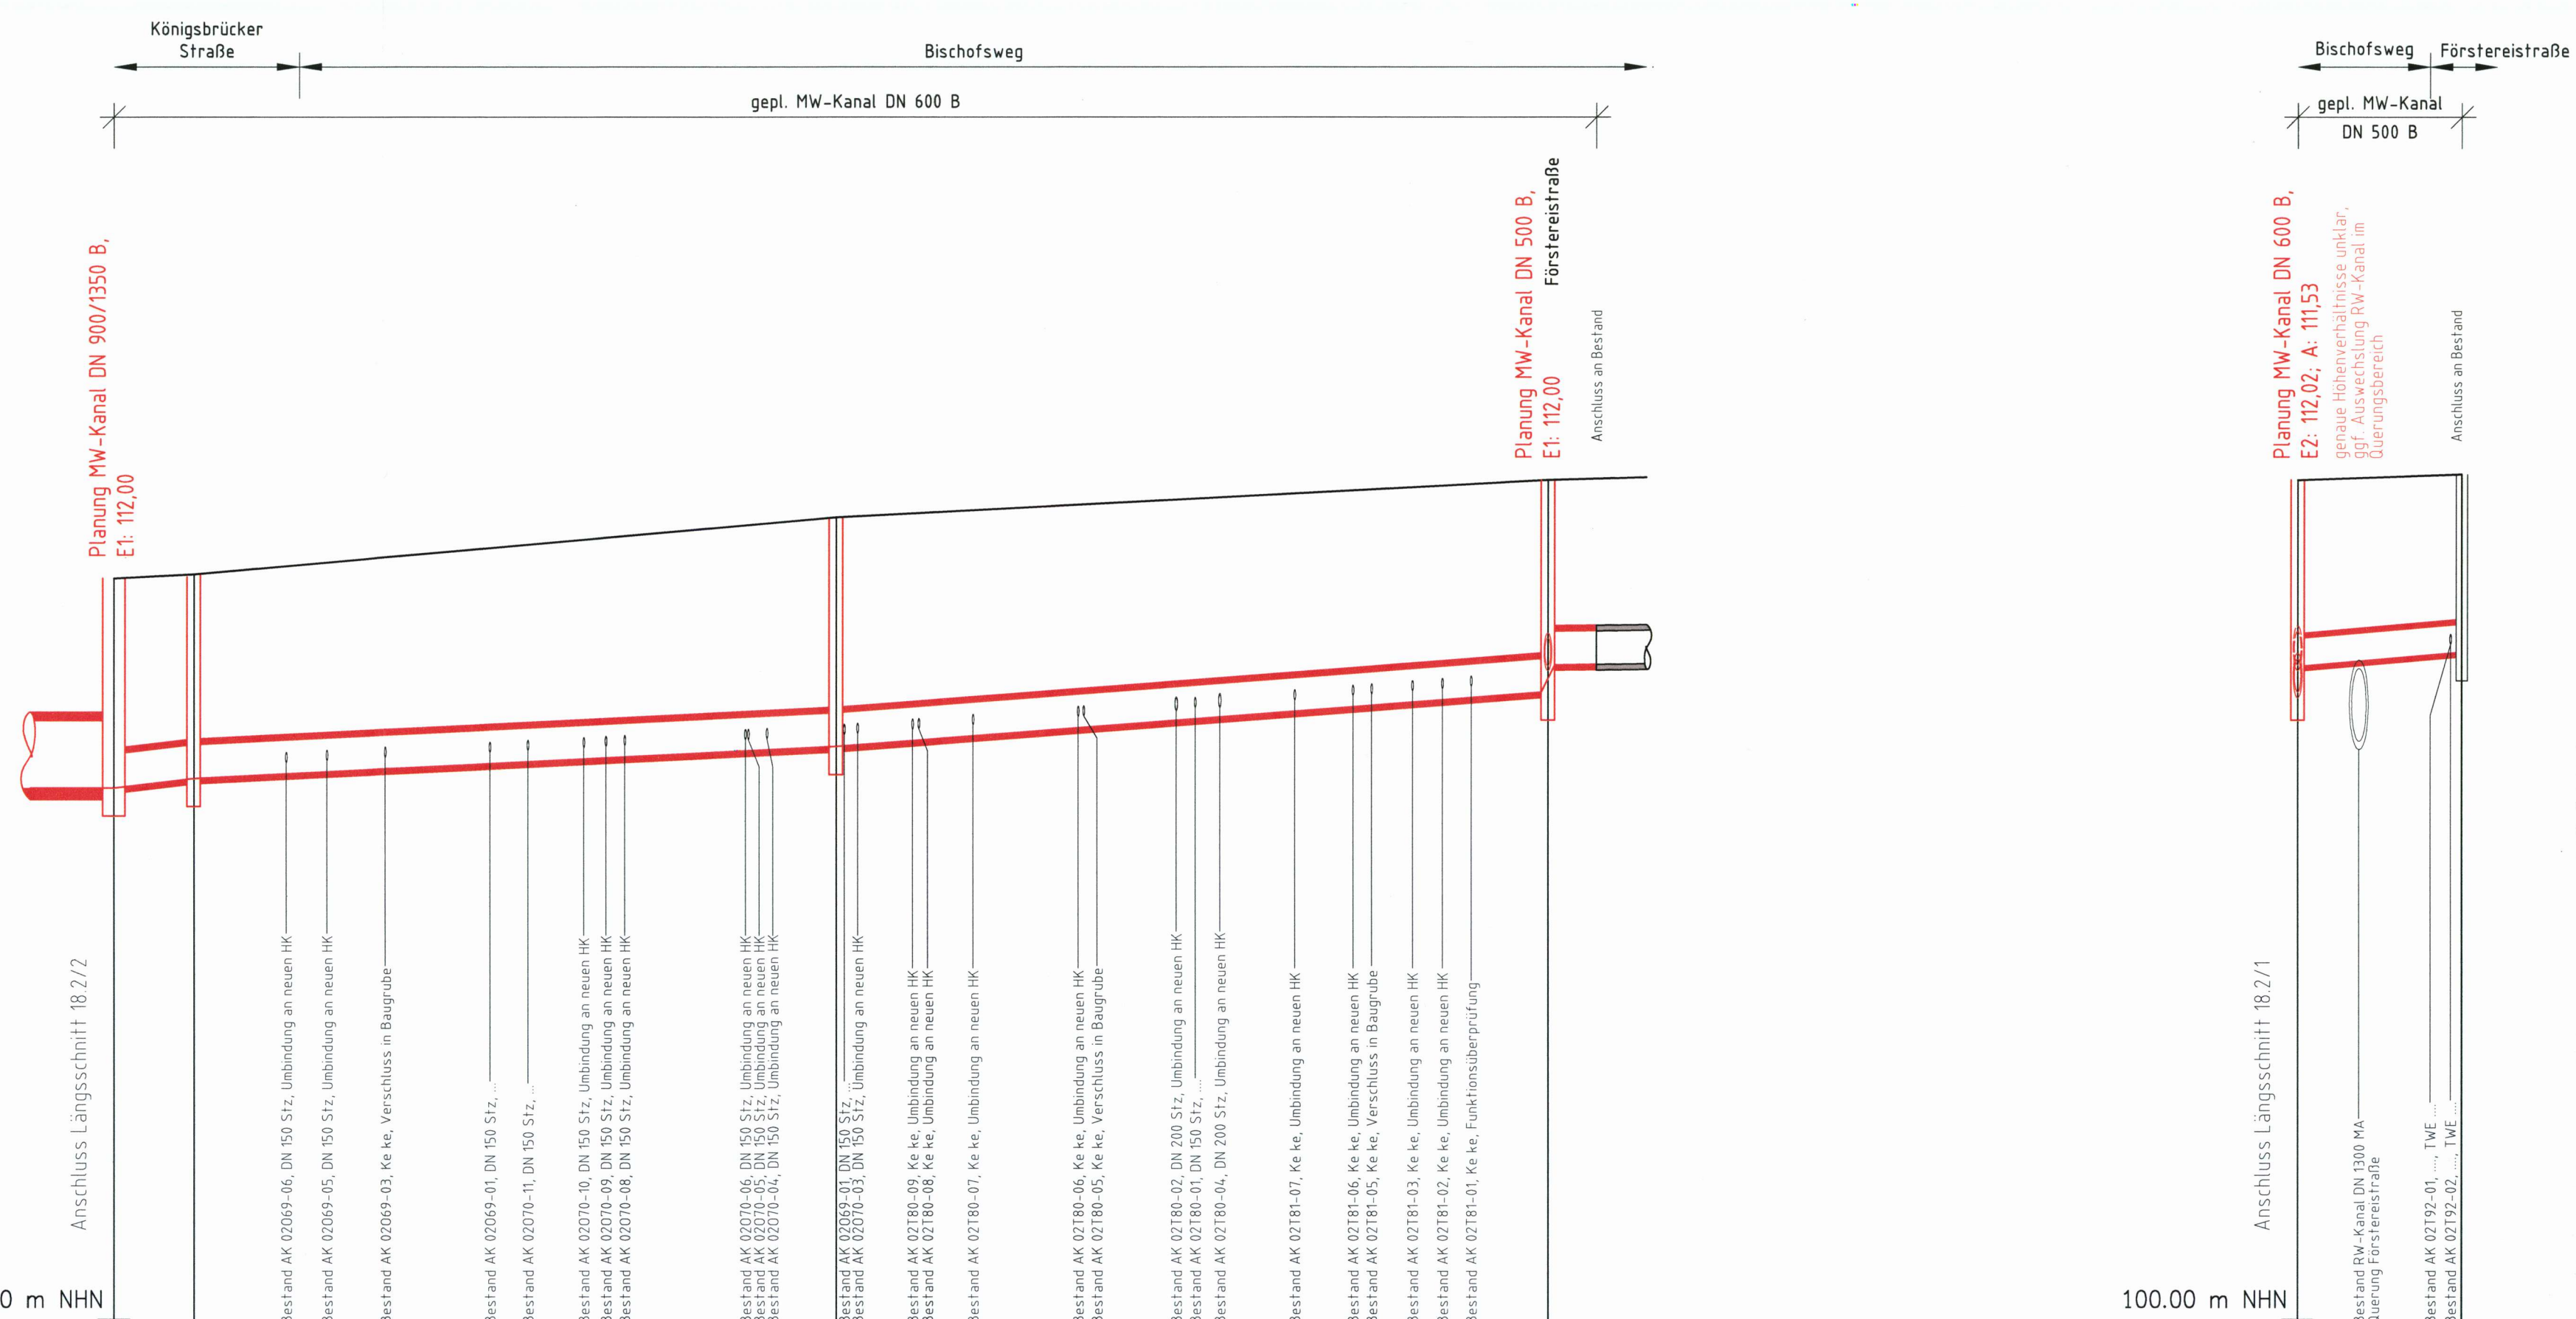 Königsbrücker
Straße
Bischofsweg
gepl. MW-Kanal DN 600 B
Bischofsweg
Förstereistraße
gepl. MW-Kanal
DN 500 B
Planung MW-Kanal DN 900/1350 B,
E1: 112,00
Planung MW-Kanal DN 500 B,
E1: 112,00
Förstereistraße
Anschluss an Bestand
Planung MW-Kanal DN 600 B,
E2: 112,02; A: 111,53
genaue Höhenverhältnisse unklar,
ggf. Auswechslung RW-Kanal im
Querungsbereich
Anschluss an Bestand
Anschluss Längsschnitt 18.2/2
Bestand AK 02069-06, DN 150 Stz, Umbindung an neuen HK
Bestand AK 02069-05, DN 150 Stz, Umbindung an neuen HK
Bestand AK 02069-03, Ke ke, Verschluss in Baugrube
Bestand AK 02069-01, DN 150 Stz, ...
Bestand AK 02070-11, DN 150 Stz, ...
Bestand AK 02070-10, DN 150 Stz, Umbindung an neuen HK
Bestand AK 02070-09, DN 150 Stz, Umbindung an neuen HK
Bestand AK 02070-08, DN 150 Stz, Umbindung an neuen HK
Bestand AK 02070-06, DN 150 Stz, Umbindung an neuen HK
Bestand AK 02070-05, DN 150 Stz, Umbindung an neuen HK
Bestand AK 02070-04, DN 150 Stz, Umbindung an neuen HK
Bestand AK 02069-01, DN 150 Stz, ...
Bestand AK 02070-03, DN 150 Stz, Umbindung an neuen HK
Bestand AK 02T80-09, Ke ke, Umbindung an neuen HK
Bestand AK 02T80-08, Ke ke, Umbindung an neuen HK
Bestand AK 02T80-07, Ke ke, Umbindung an neuen HK
Bestand AK 02T80-06, Ke ke, Umbindung an neuen HK
Bestand AK 02T80-05, Ke ke, Verschluss in Baugrube
Bestand AK 02T80-02, DN 200 Stz, Umbindung an neuen HK
Bestand AK 02T80-01, DN 150 Stz, ...
Bestand AK 02T80-04, DN 200 Stz, Umbindung an neuen HK
Bestand AK 02T81-07, Ke ke, Umbindung an neuen HK
Bestand AK 02T81-06, Ke ke, Umbindung an neuen HK
Bestand AK 02T81-05, Ke ke, Verschluss in Baugrube
Bestand AK 02T81-03, Ke ke, Umbindung an neuen HK
Bestand AK 02T81-02, Ke ke, Umbindung an neuen HK
Bestand AK 02T81-01, Ke ke, Funktionsüberprüfung
Anschluss Längsschnitt 18.2/1
Bestand RW-Kanal DN 1300 MA
Querung Förstereistraße
Bestand AK 02T92-01, ...., TWE ....
Bestand AK 02T92-02, ...., TWE ....
0 m NHN
100.00 m NHN